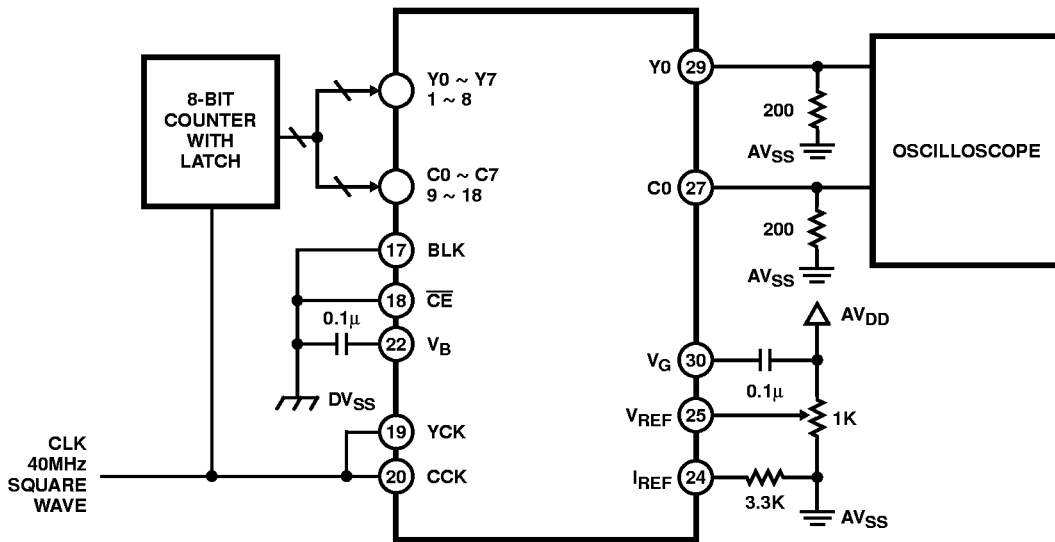 8-BIT
COUNTER
WITH
LATCH
Y0 ~ Y7
1 ~ 8
C0 ~ C7
9 ~ 18
17 BLK
18 CE
0.1μ
22 VB
DVSS
19 YCK
20 CCK
CLK
40MHz
SQUARE
WAVE
Y0 29
200
AVSS
C0 27
200
AVSS
OSCILLOSCOPE
AVDD
VG 30
0.1μ
VREF 25
1K
IREF 24
3.3K
AVSS